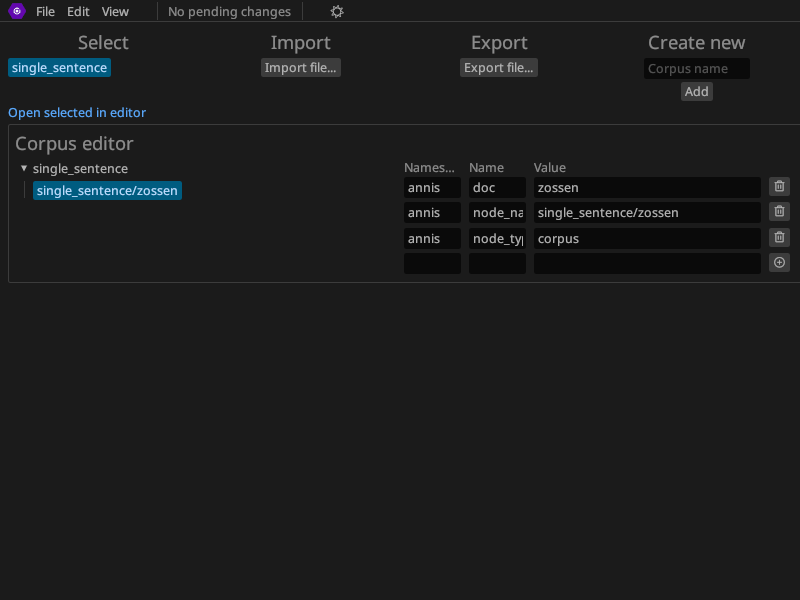 File Edit View No pending changes
Select Import Export Create new
single_sentence Import file... Export file... Corpus name
Add
Open selected in editor
Corpus editor
single_sentence Names... Name Value
single_sentence/zossen annis doc zossen
annis node_na single_sentence/zossen
annis node_ty corpus